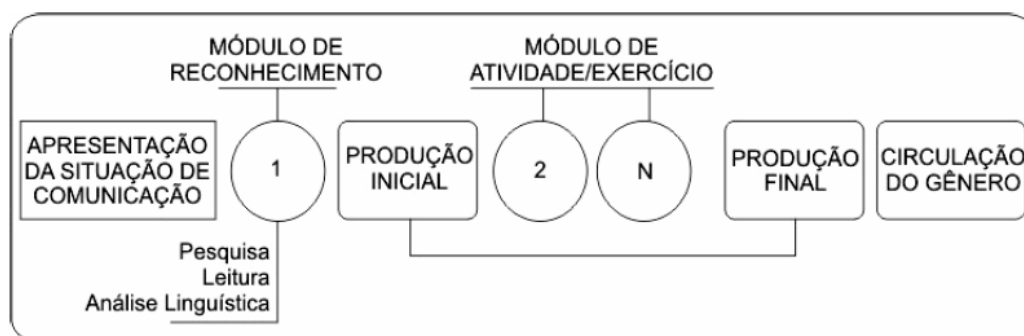 MÓDULO DE
RECONHECIMENTO
MÓDULO DE
ATIVIDADE/EXERCÍCIO
APRESENTAÇÃO
DA SITUAÇÃO DE
COMUNICAÇÃO
1
PRODUÇÃO
INICIAL
2
N
PRODUÇÃO
FINAL
CIRCULAÇÃO
DO GÊNERO
Pesquisa
Leitura
Análise Linguística